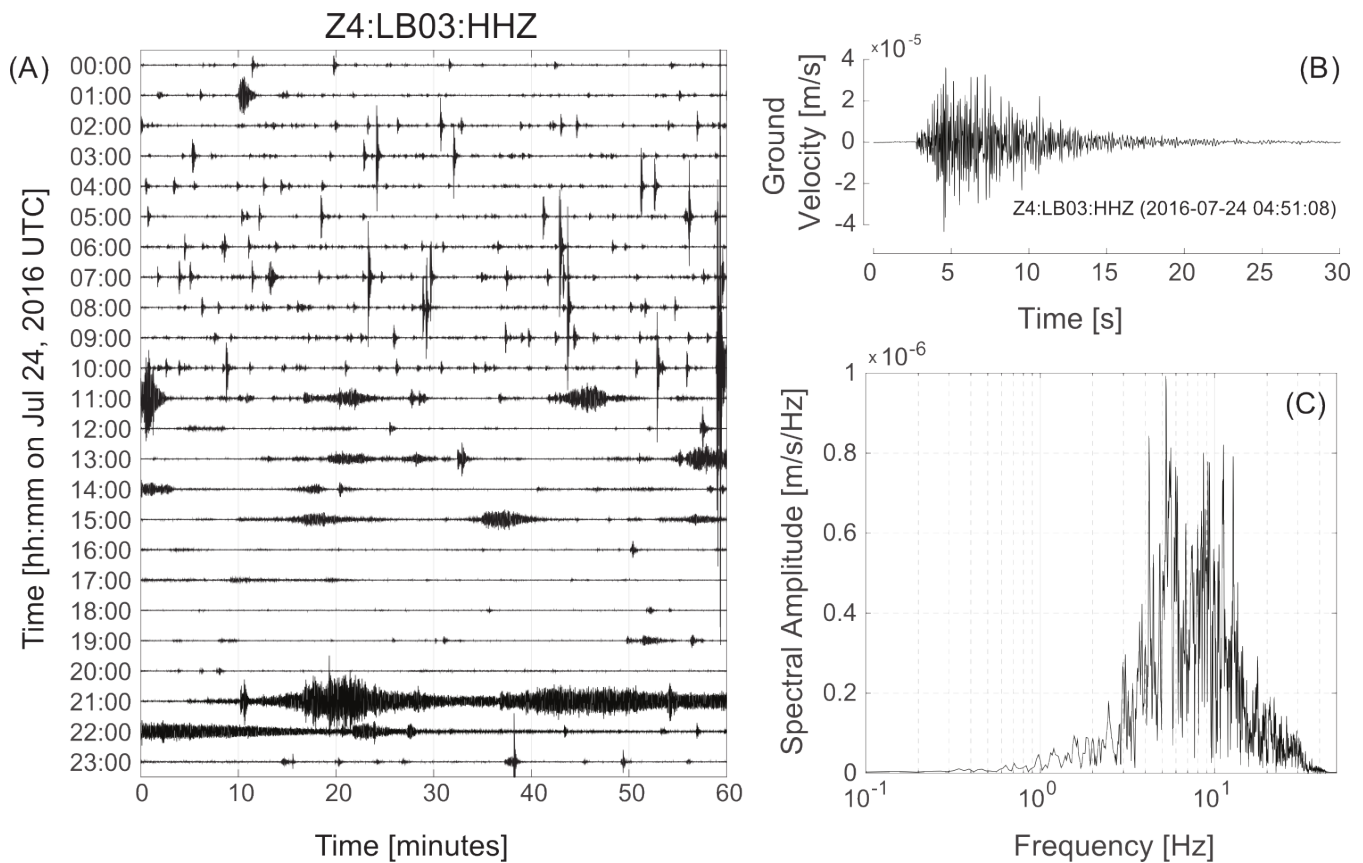 Z4:LB03:HHZ
(A)
Time [hh:mm on Jul 24, 2016 UTC]
00:00
01:00
02:00
03:00
04:00
05:00
06:00
07:00
08:00
09:00
10:00
11:00
12:00
13:00
14:00
15:00
16:00
17:00
18:00
19:00
20:00
21:00
22:00
23:00
0 10 20 30 40 50 60
Time [minutes]
×10⁻⁵
(B)
Ground
Velocity [m/s]
4
2
0
-2
-4
Z4:LB03:HHZ (2016-07-24 04:51:08)
0 5 10 15 20 25 30
Time [s]
× 10⁻⁶
(C)
Spectral Amplitude [m/s/Hz]
1
0.8
0.6
0.4
0.2
0
10⁻¹ 10⁰ 10¹
Frequency [Hz]